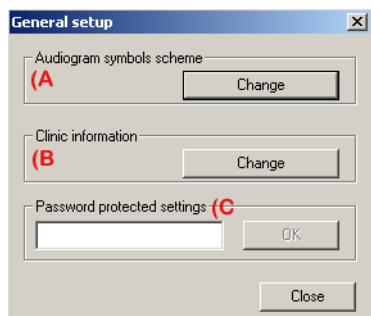 General setup
Audiogram symbols scheme
(A
Change
Clinic information
(B
Change
Password protected settings (C
OK
Close